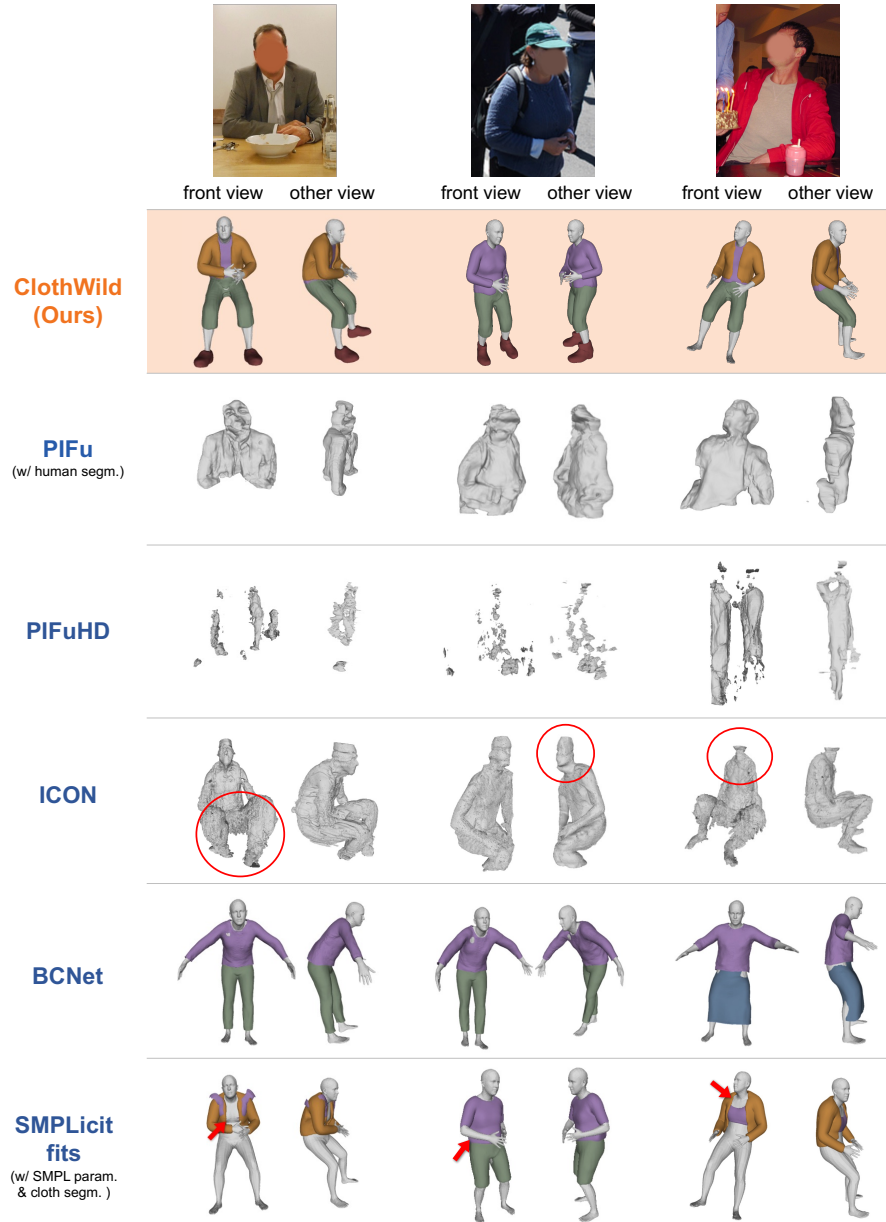 front view other view front view other view front view other view
ClothWild
(Ours)
PIFu
(w/ human segm.)
PIFuHD
ICON
BCNet
SMPLicit
fits
(w/ SMPL param.
& cloth segm. )